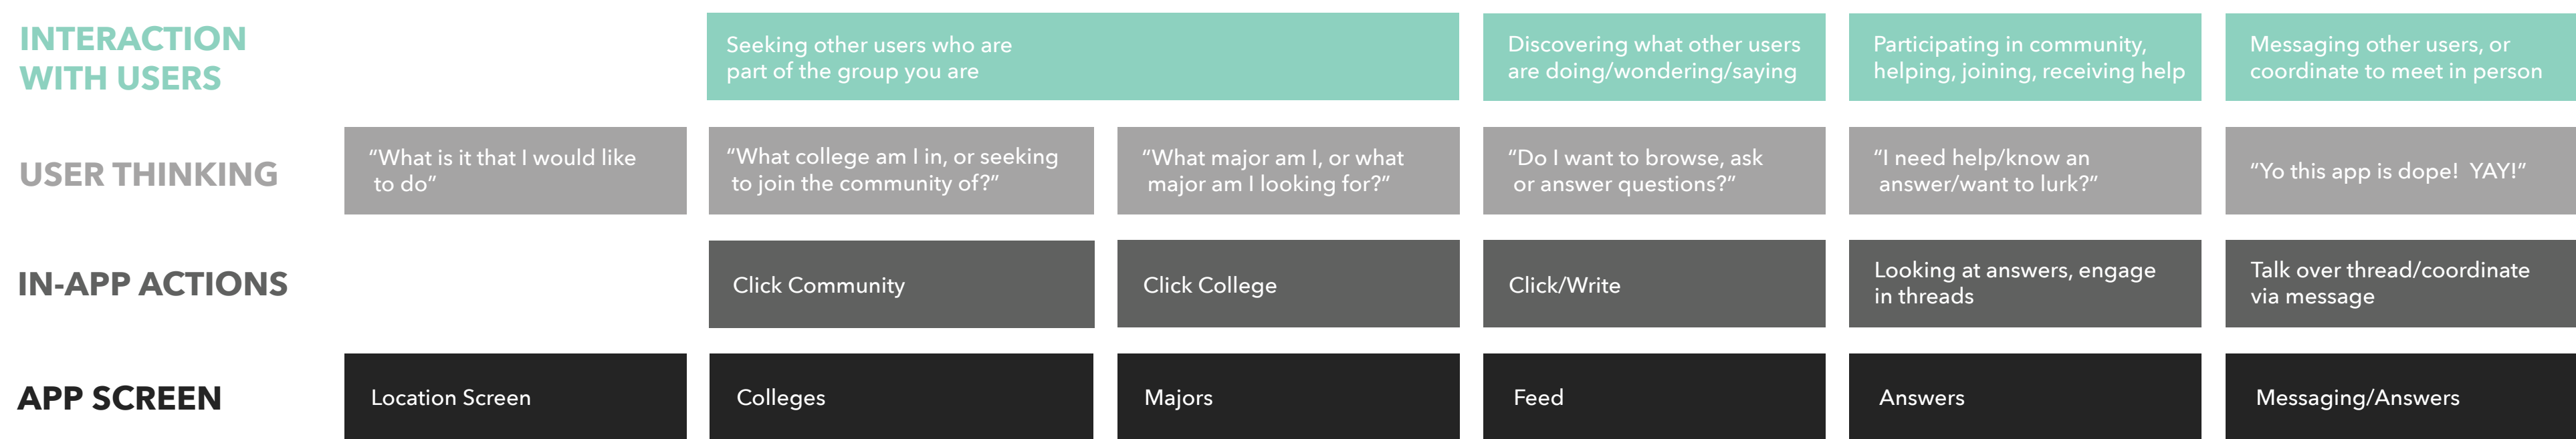 INTERACTION
WITH USERS
Seeking other users who are
part of the group you are
Discovering what other users
are doing/wondering/saying
Participating in community,
helping, joining, receiving help
Messaging other users, or
coordinate to meet in person
USER THINKING
“What is it that I would like
to do”
“What college am I in, or seeking
to join the community of?”
“What major am I, or what
major am I looking for?”
“Do I want to browse, ask
or answer questions?”
“I need help/know an
answer/want to lurk?”
“Yo this app is dope!  YAY!”
IN-APP ACTIONS
Click Community
Click College
Click/Write
Looking at answers, engage
in threads
Talk over thread/coordinate
via message
APP SCREEN
Location Screen
Colleges
Majors
Feed
Answers
Messaging/Answers